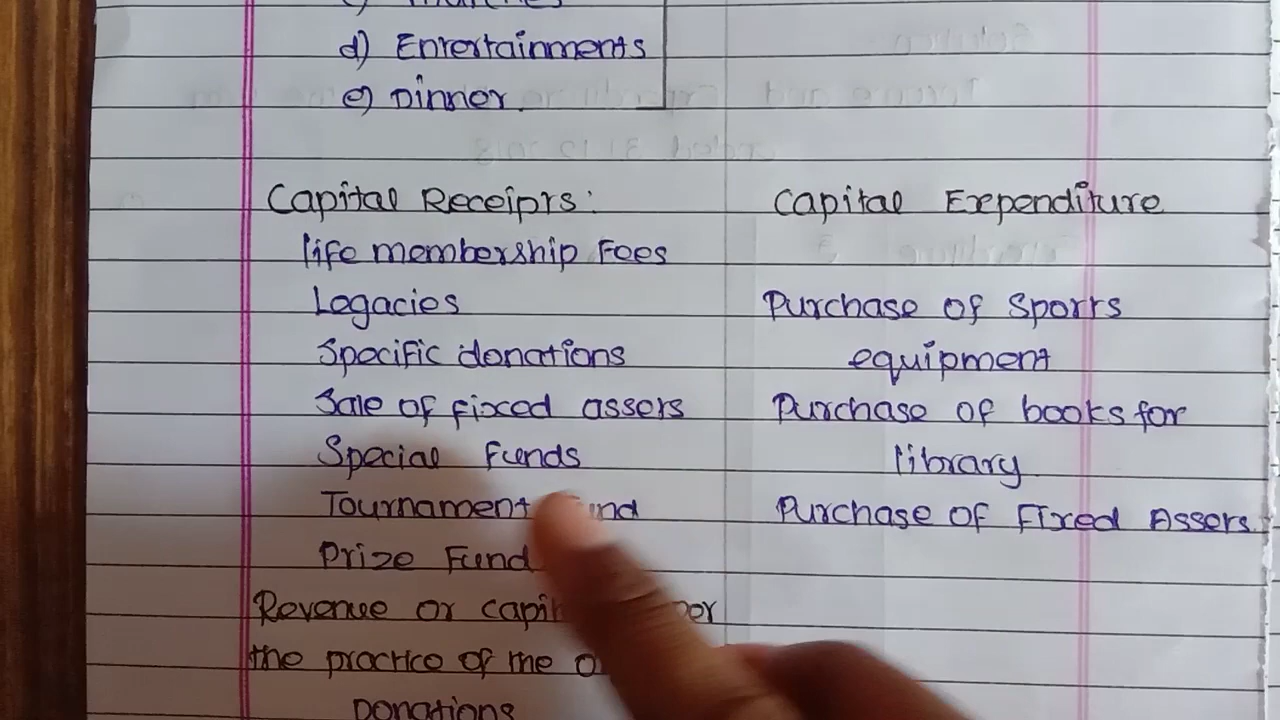 d) Entertainments
e) Dinner
Capital Receipts:
life membership Fees
Legacies
Specific donations
Sale of fixed assets
Special Funds
Tournament
Prize Fund
Revenue or
the practice of the
Donations
Capital Expenditure
Purchase of Sports
equipment
Purchase of books for
library
Purchase of Fixed Assets